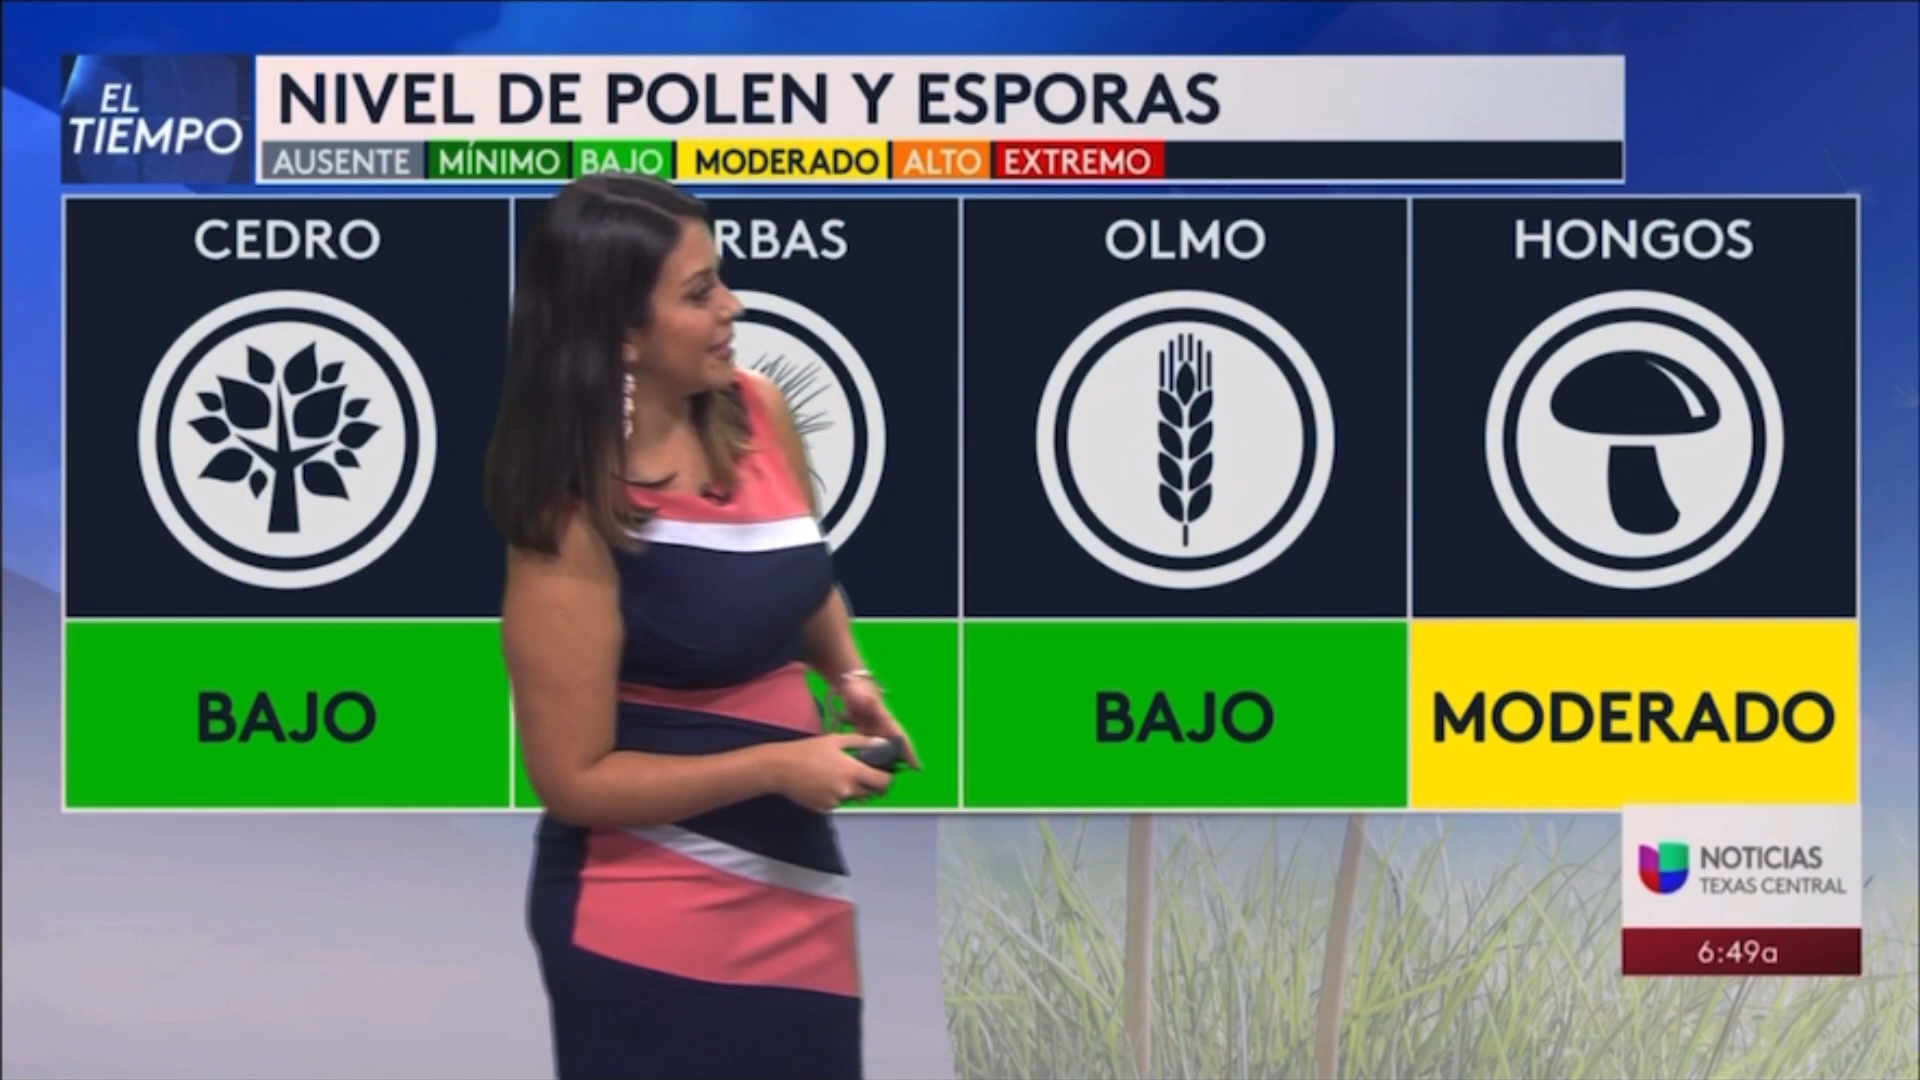 EL
TIEMPO
NIVEL DE POLEN Y ESPORAS
AUSENTE MÍNIMO BAJO MODERADO ALTO EXTREMO
CEDRO OLMO HONGOS
BAJO BAJO MODERADO
NOTICIAS
TEXAS CENTRAL
6:49a